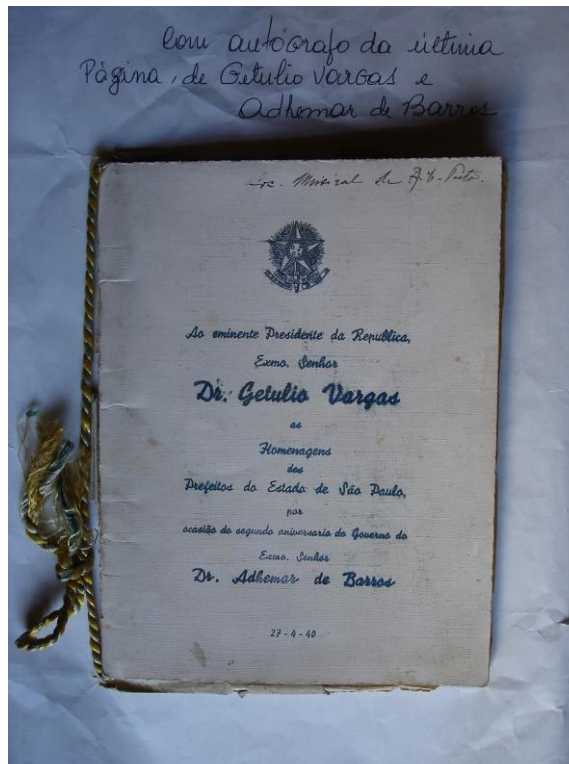 Com autógrafo da última
Página, de Getulio VARGAS e
Adhemar de Barros
Musical de
Ao eminente Presidente da Republica,
Exmo. Senhor
Dr. Getulio Vargas
as
Homenagens
dos
Prefeitos do Estado de São Paulo,
por
ocasião do segundo aniversario do Governo do
Exmo. Senhor
Dr. Adhemar de Barros
27-4-40